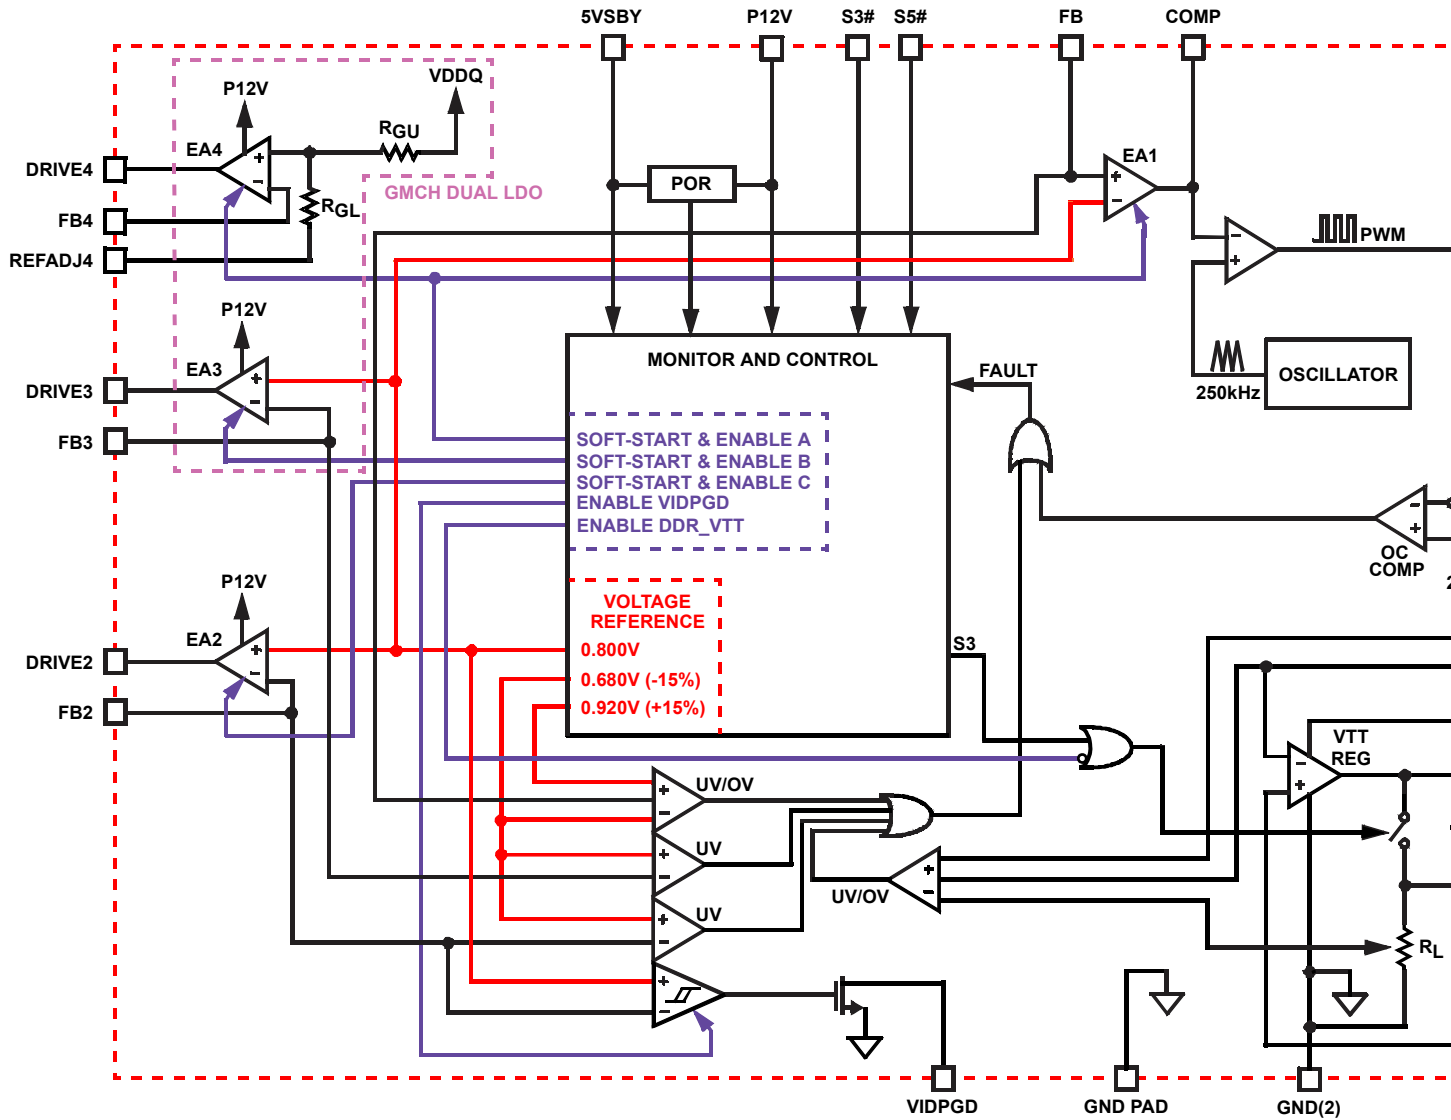 5VSBY P12V S3# S5# FB COMP
VDDQ
P12V
RGU
EA4
EA1
DRIVE4
GMCH DUAL LDO
POR
RGL
FB4
PWM
REFADJ4
P12V
MONITOR AND CONTROL
EA3
FAULT
OSCILLATOR
DRIVE3
250kHz
FB3
SOFT-START & ENABLE A
SOFT-START & ENABLE B
SOFT-START & ENABLE C
ENABLE VIDPGD
ENABLE DDR_VTT
OC
COMP
P12V
VOLTAGE
REFERENCE
EA2
0.800V
S3
DRIVE2
0.680V (-15%)
0.920V (+15%)
FB2
VTT
REG
UV/OV
UV
UV/OV
UV
RL
VIDPGD
GND PAD
GND(2)